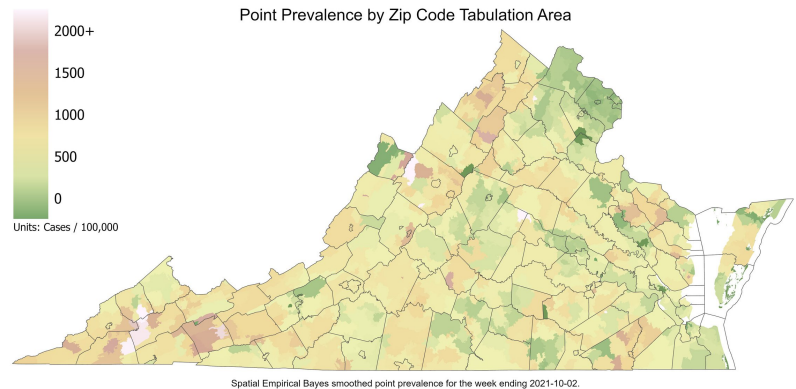 Point Prevalence by Zip Code Tabulation Area
2000+
1500
1000
500
0
Units: Cases / 100,000
Spatial Empirical Bayes smoothed point prevalence for the week ending 2021-10-02.